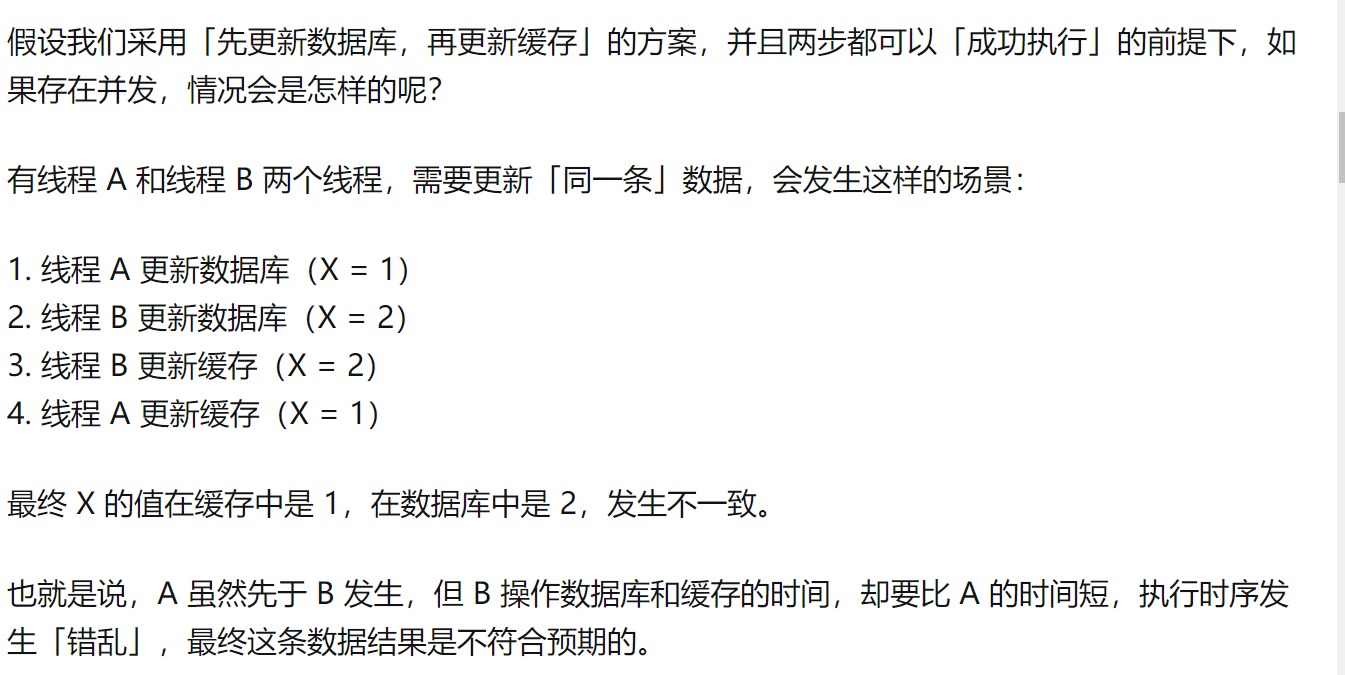 假设我们采用「先更新数据库，再更新缓存」的方案，并且两步都可以「成功执行」的前提下，如
果存在并发，情况会是怎样的呢？
有线程 A 和线程 B 两个线程，需要更新「同一条」数据，会发生这样的场景：
1. 线程 A 更新数据库（X = 1）
2. 线程 B 更新数据库（X = 2）
3. 线程 B 更新缓存（X = 2）
4. 线程 A 更新缓存（X = 1）
最终 X 的值在缓存中是 1，在数据库中是 2，发生不一致。
也就是说，A 虽然先于 B 发生，但 B 操作数据库和缓存的时间，却要比 A 的时间短，执行时序发
生「错乱」，最终这条数据结果是不符合预期的。